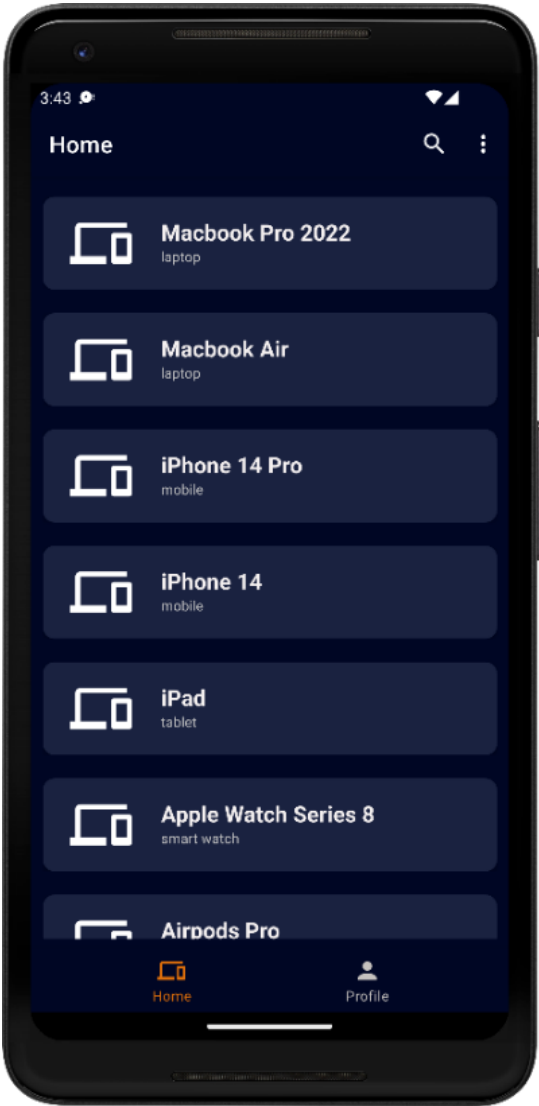 3:43
Home
Macbook Pro 2022
laptop
Macbook Air
laptop
iPhone 14 Pro
mobile
iPhone 14
mobile
iPad
tablet
Apple Watch Series 8
smart watch
Airpods Pro
Home
Profile